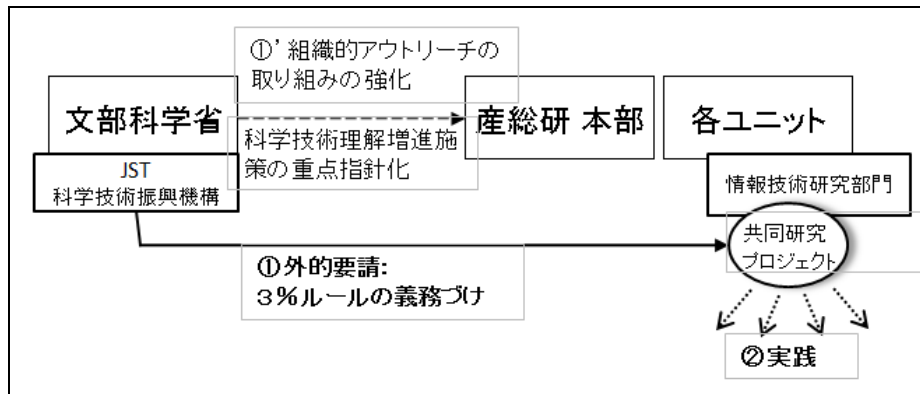 ①’組織的アウトリーチの
取り組みの強化
文部科学省
産総研 本部
各ユニット
科学技術理解増進施
策の重点指針化
JST
科学技術振興機構
情報技術研究部門
共同研究
プロジェクト
①外的要請:
３％ルールの義務づけ
②実践